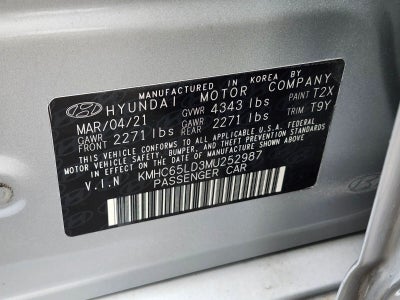 MANUFACTURED IN KOREA BY
HYUNDAI MOTOR COMPANY
MAR/04/21 GVWR 4343 lbs PAINT T2X
GAWR FRONT 2271 lbs GAWR REAR 2271 lbs TRIM T9Y
THIS VEHICLE CONFORMS TO ALL APPLICABLE U.S.A. FEDERAL
MOTOR VEHICLE SAFETY, BUMPER, AND THEFT PREVENTION STANDARDS
IN EFFECT ON THE DATE OF MANUFACTURE SHOWN ABOVE.
V.I.N KMHC65LD3MU252987
PASSENGER CAR